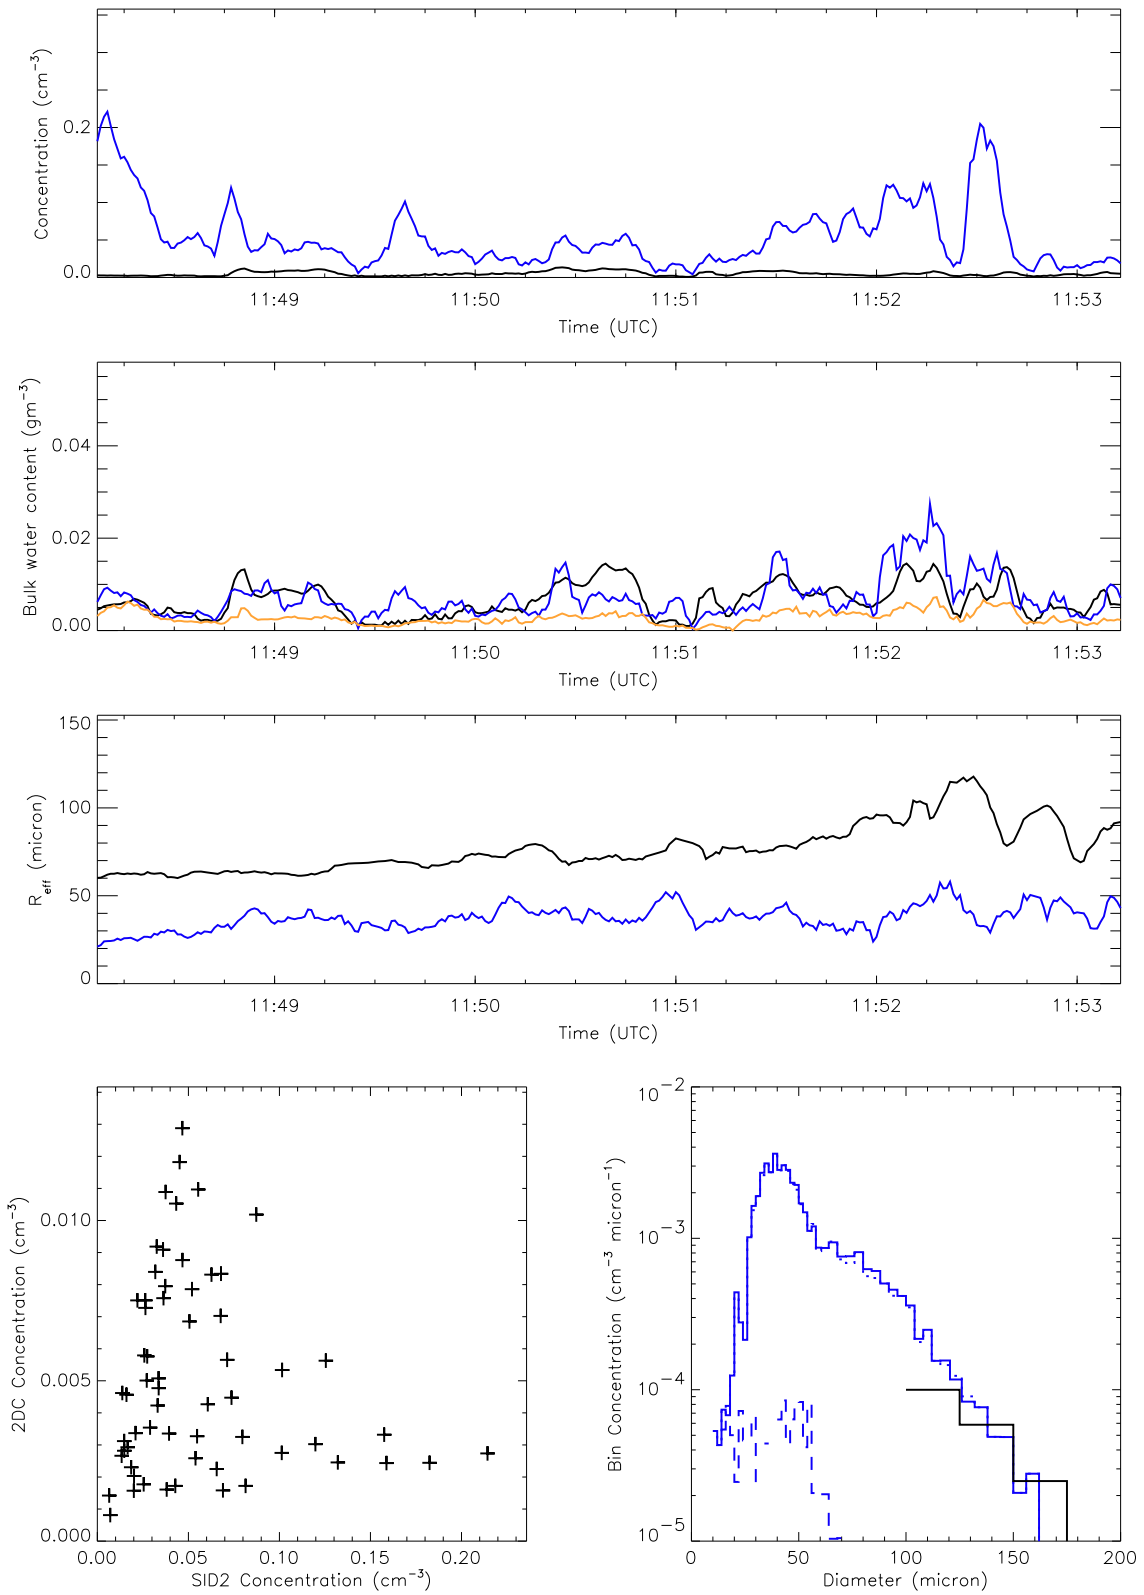 Concentration (cm⁻³)
0.2
0.0
11:49 11:50 11:51 11:52 11:53
Time (UTC)
Bulk water content (gm⁻³)
0.04
0.02
0.00
11:49 11:50 11:51 11:52 11:53
Time (UTC)
R_eff (micron)
150
100
50
0
11:49 11:50 11:51 11:52 11:53
Time (UTC)
2DC Concentration (cm⁻³)
0.010
0.005
0.000
0.00 0.05 0.10 0.15 0.20
SID2 Concentration (cm⁻³)
Bin Concentration (cm⁻³ micron⁻¹)
10⁻²
10⁻³
10⁻⁴
10⁻⁵
0 50 100 150 200
Diameter (micron)